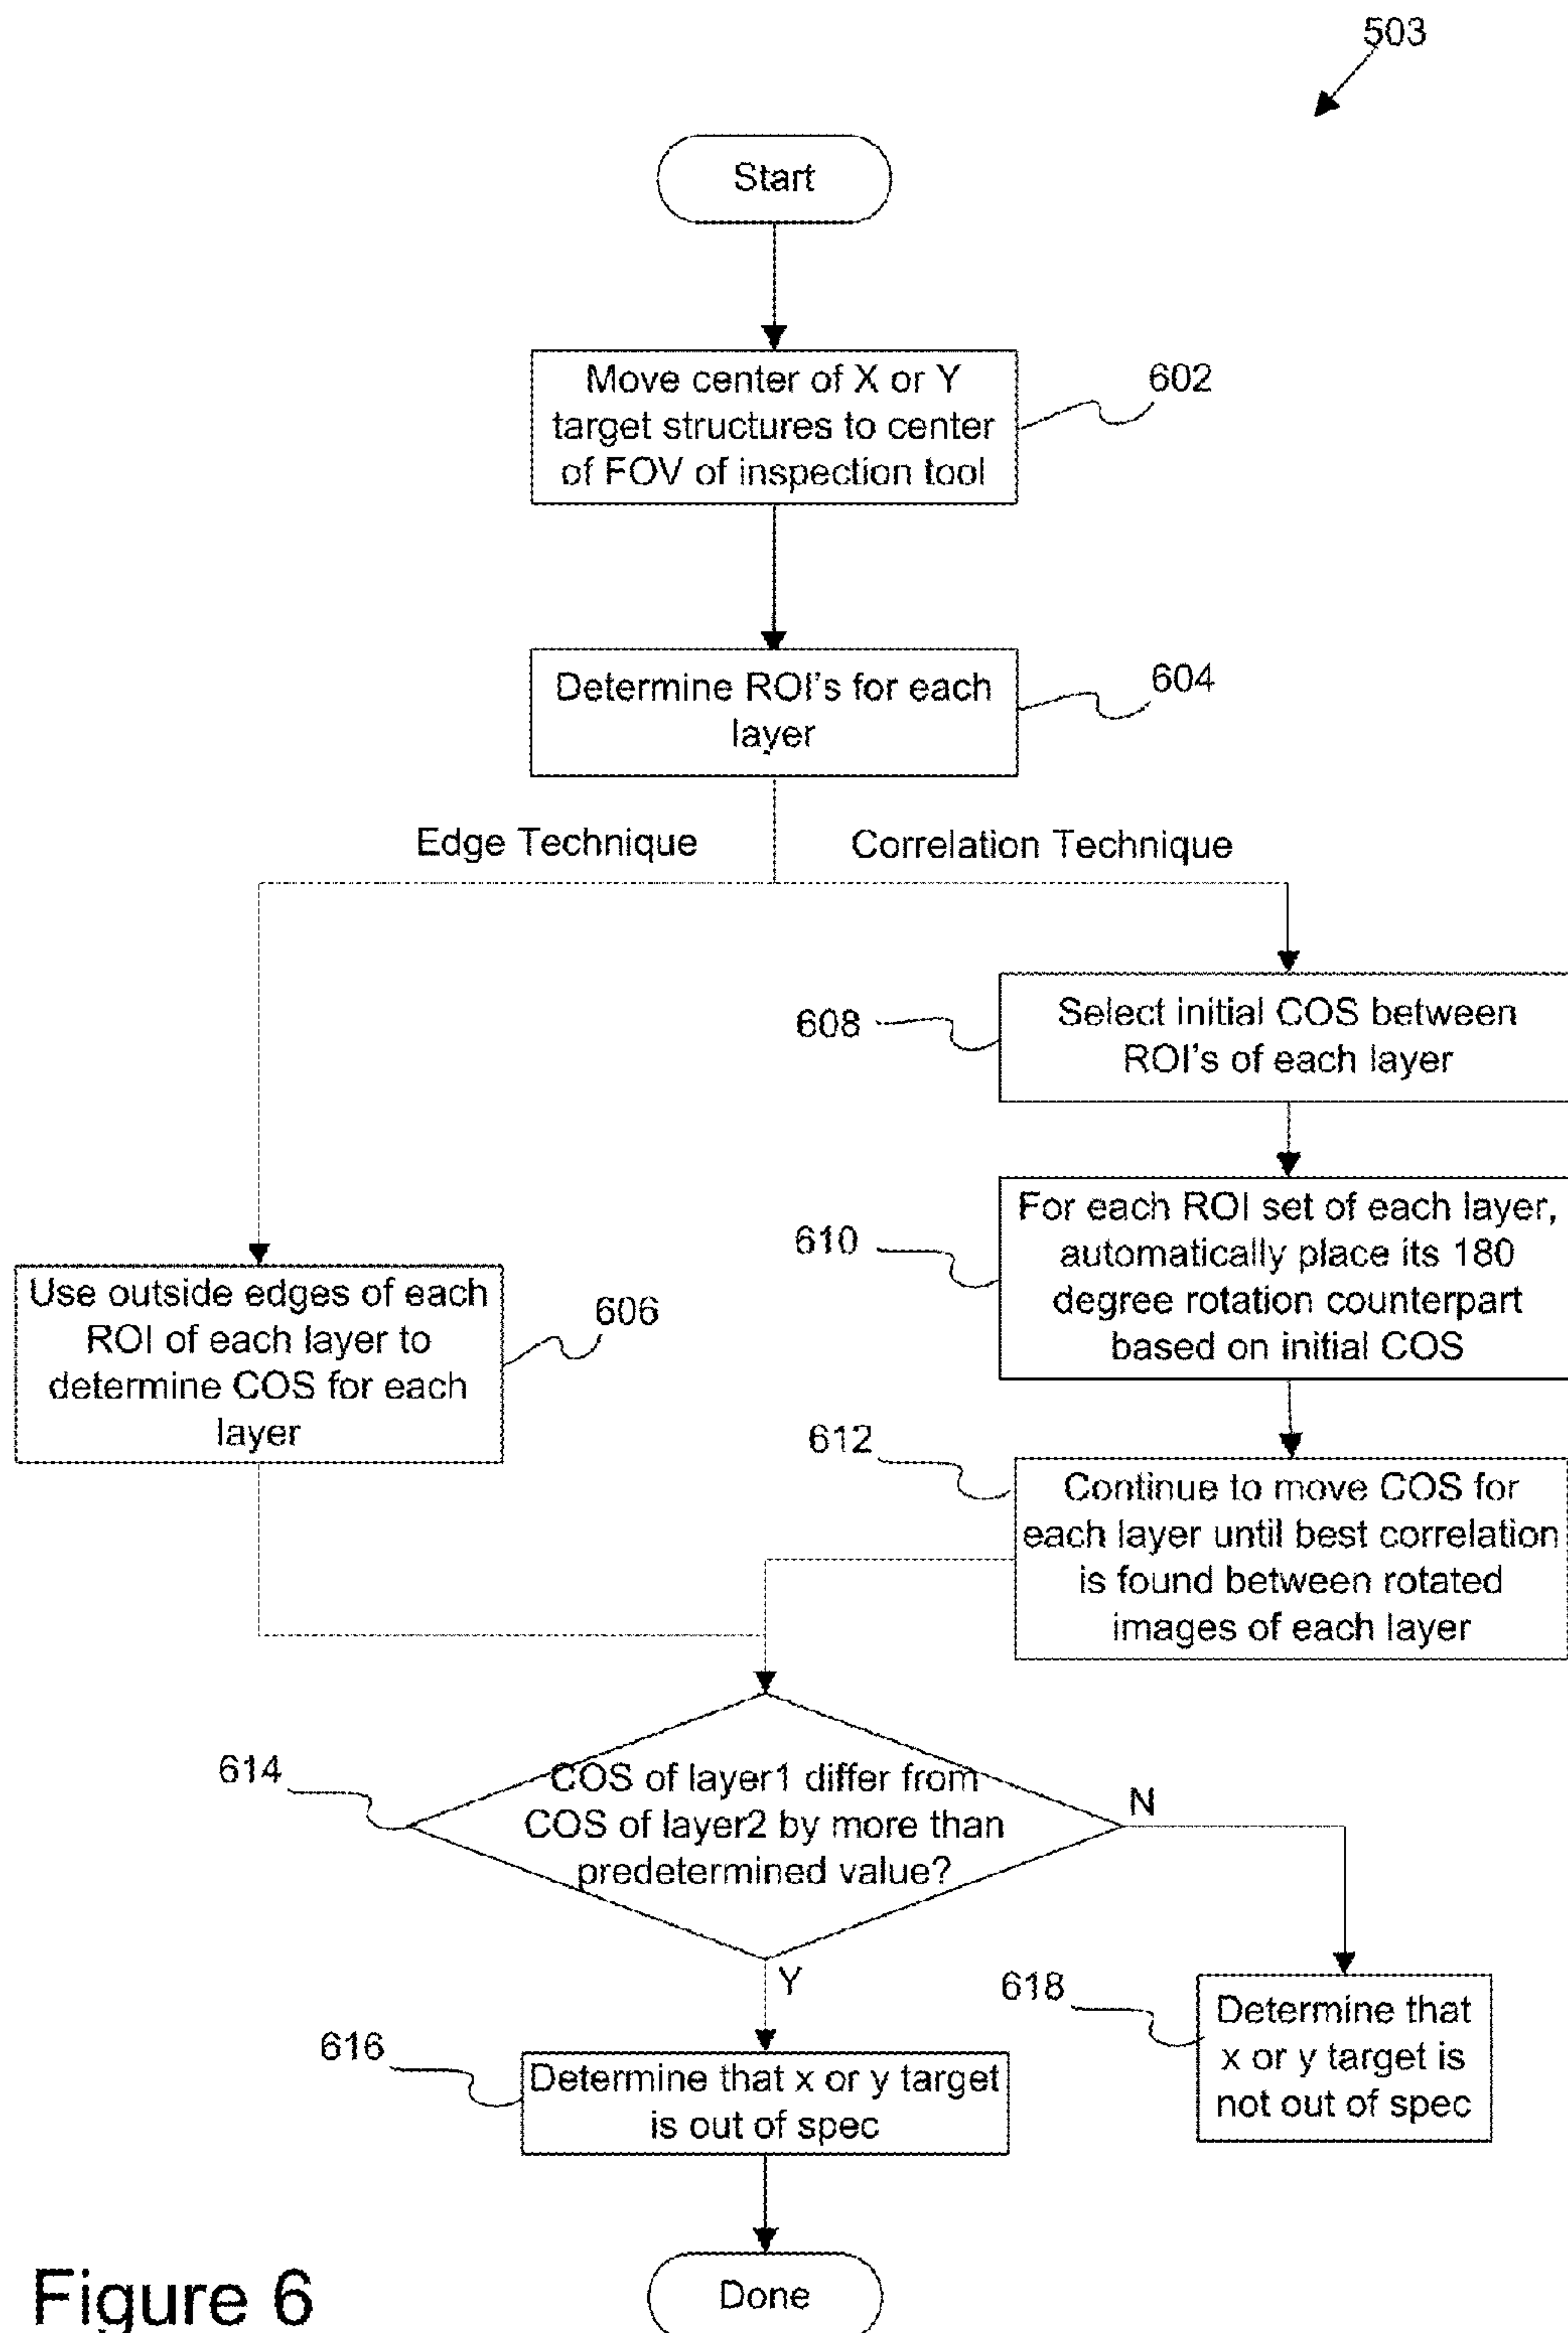 503
Start
Move center of X or Y
target structures to center
of FOV of inspection tool
602
Determine ROI's for each
layer
604
Edge Technique
Correlation Technique
608
Select initial COS between
ROI's of each layer
610
For each ROI set of each layer,
automatically place its 180
degree rotation counterpart
based on initial COS
Use outside edges of each
ROI of each layer to
determine COS for each
layer
606
612
Continue to move COS for
each layer until best correlation
is found between rotated
images of each layer
614
COS of layer1 differ from
COS of layer2 by more than
predetermined value?
N
Y
618
Determine that
x or y target is
not out of spec
616
Determine that x or y target
is out of spec
Done
Figure 6